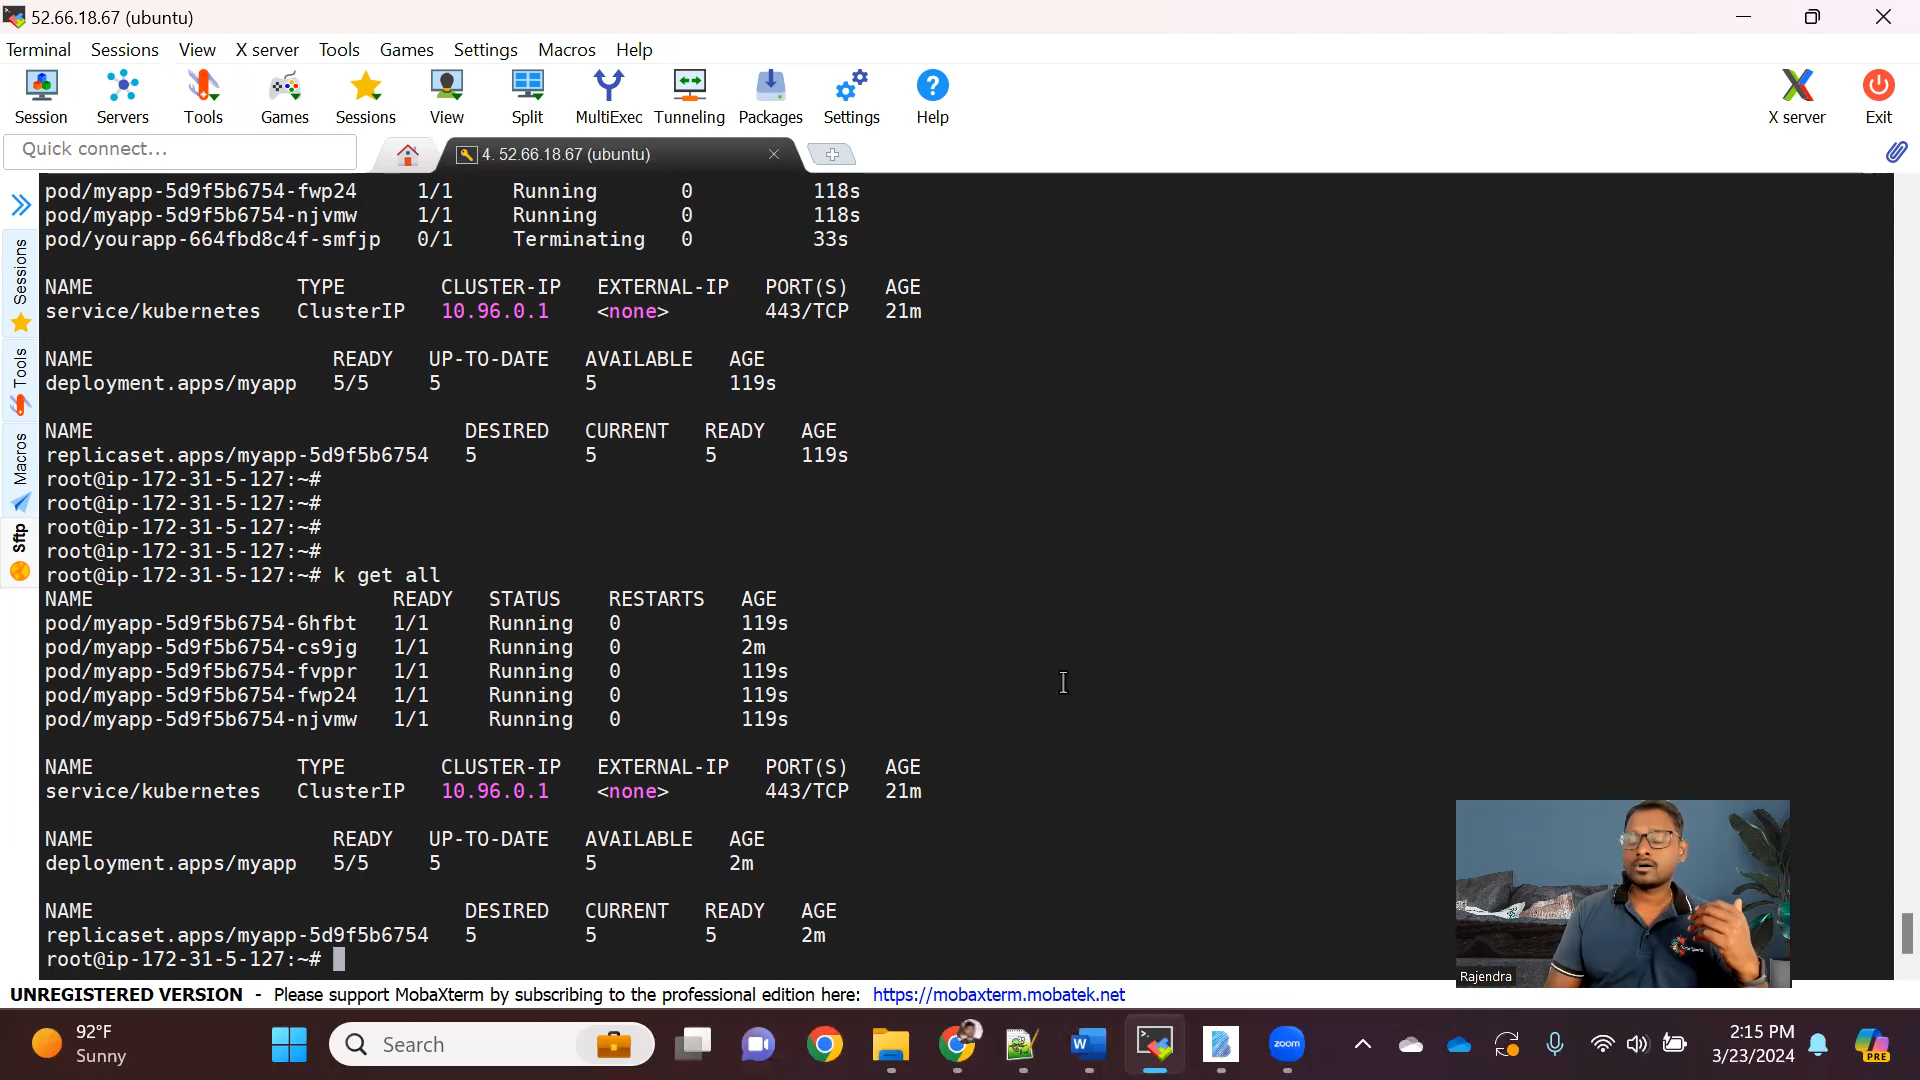 52.66.18.67 (ubuntu)
Terminal Sessions View X server Tools Games Settings Macros Help
Session Servers Tools Games Sessions View Split MultiExec Tunneling Packages Settings Help X server Exit
Quick connect...
4. 52.66.18.67 (ubuntu)
Sessions
Tools
Macros
Sftp
pod/myapp-5d9f5b6754-fwp24 1/1 Running 0 118s
pod/myapp-5d9f5b6754-njvmw 1/1 Running 0 118s
pod/yourapp-664fbd8c4f-smfjp 0/1 Terminating 0 33s
NAME TYPE CLUSTER-IP EXTERNAL-IP PORT(S) AGE
service/kubernetes ClusterIP 10.96.0.1 <none> 443/TCP 21m
NAME READY UP-TO-DATE AVAILABLE AGE
deployment.apps/myapp 5/5 5 5 119s
NAME DESIRED CURRENT READY AGE
replicaset.apps/myapp-5d9f5b6754 5 5 5 119s
root@ip-172-31-5-127:~#
root@ip-172-31-5-127:~#
root@ip-172-31-5-127:~#
root@ip-172-31-5-127:~#
root@ip-172-31-5-127:~# k get all
NAME READY STATUS RESTARTS AGE
pod/myapp-5d9f5b6754-6hfbt 1/1 Running 0 119s
pod/myapp-5d9f5b6754-cs9jg 1/1 Running 0 2m
pod/myapp-5d9f5b6754-fvppr 1/1 Running 0 119s
pod/myapp-5d9f5b6754-fwp24 1/1 Running 0 119s
pod/myapp-5d9f5b6754-njvmw 1/1 Running 0 119s
NAME TYPE CLUSTER-IP EXTERNAL-IP PORT(S) AGE
service/kubernetes ClusterIP 10.96.0.1 <none> 443/TCP 21m
NAME READY UP-TO-DATE AVAILABLE AGE
deployment.apps/myapp 5/5 5 5 2m
NAME DESIRED CURRENT READY AGE
replicaset.apps/myapp-5d9f5b6754 5 5 5 2m
root@ip-172-31-5-127:~#
Rajendra
UNREGISTERED VERSION - Please support MobaXterm by subscribing to the professional edition here: https://mobaxterm.mobatek.net
92°F
Sunny
Search
zoom
2:15 PM
3/23/2024
PRE